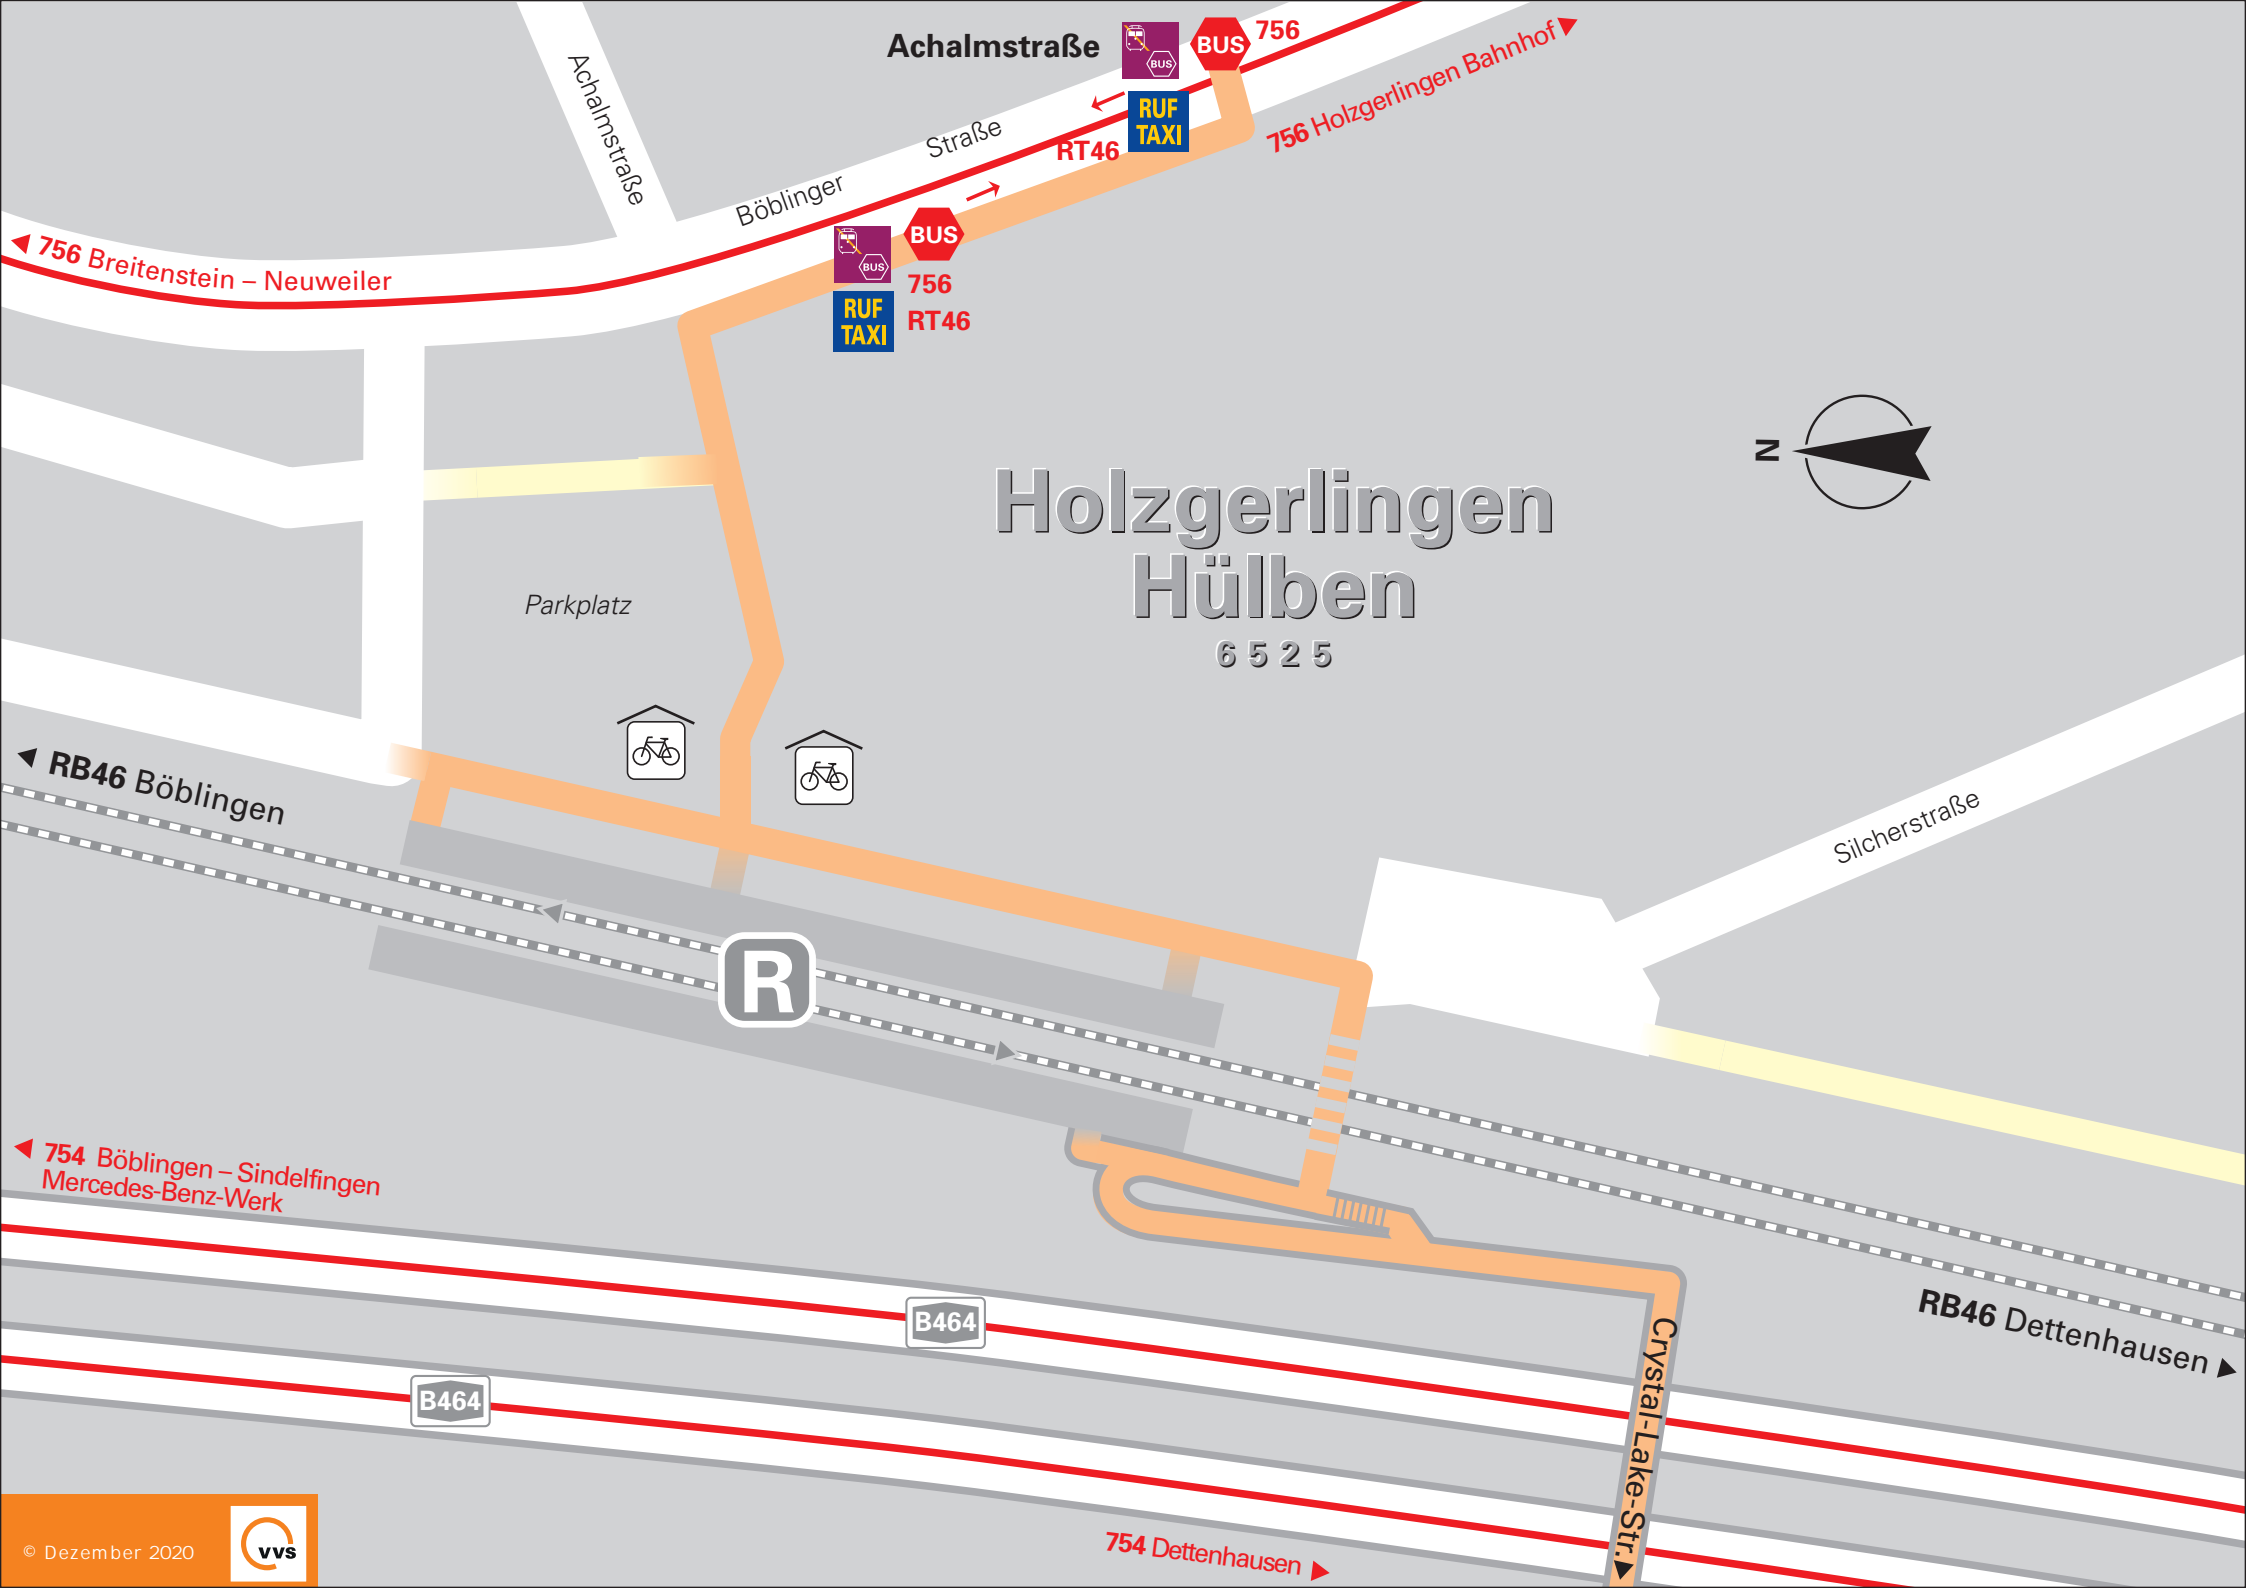 Achalmstraße
BUS
BUS
756
756 Holzgerlingen Bahnhof
Achalmstraße
RUF
TAXI
RT46
Böblinger Straße
756 Breitenstein – Neuweiler
BUS
BUS
756
RUF
TAXI
RT46
N
Holzgerlingen
Hülben
6525
Parkplatz
RB46 Böblingen
Silcherstraße
R
754 Böblingen – Sindelfingen
Mercedes-Benz-Werk
RB46 Dettenhausen
B464
B464
Crystal-Lake-Str.
754 Dettenhausen
© Dezember 2020
vvs